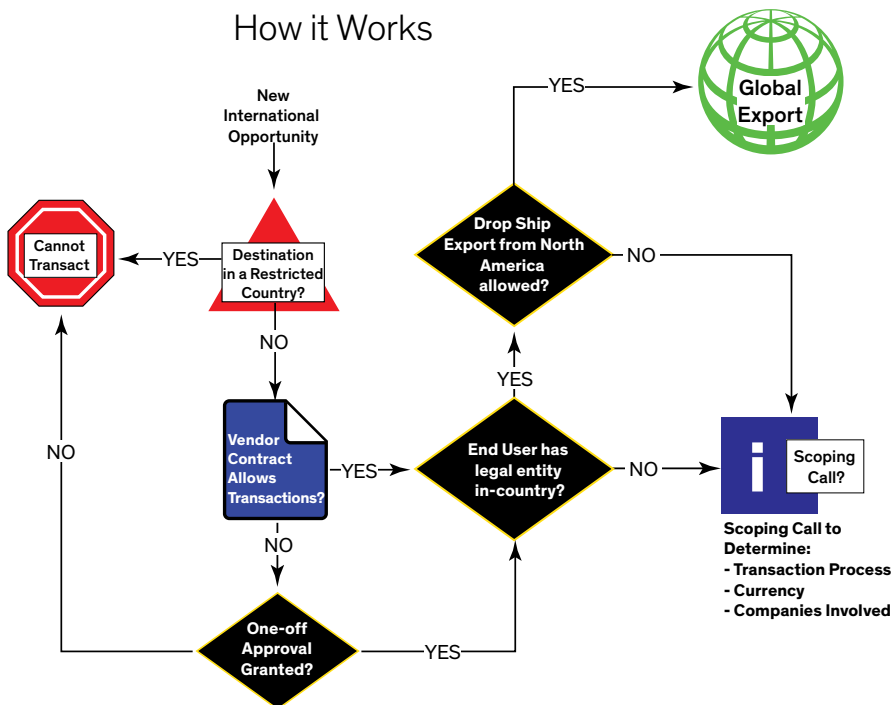 How it Works
New
International
Opportunity
YES
Global
Export
Cannot
Transact
YES
Destination
in a Restricted
Country?
Drop Ship
Export from North
America
allowed?
NO
NO
YES
NO
Vendor
Contract
Allows
Transactions?
YES
End User has
legal entity
in-country?
NO
i
Scoping
Call?
NO
Scoping Call to
Determine:
- Transaction Process
- Currency
- Companies Involved
One-off
Approval
Granted?
YES